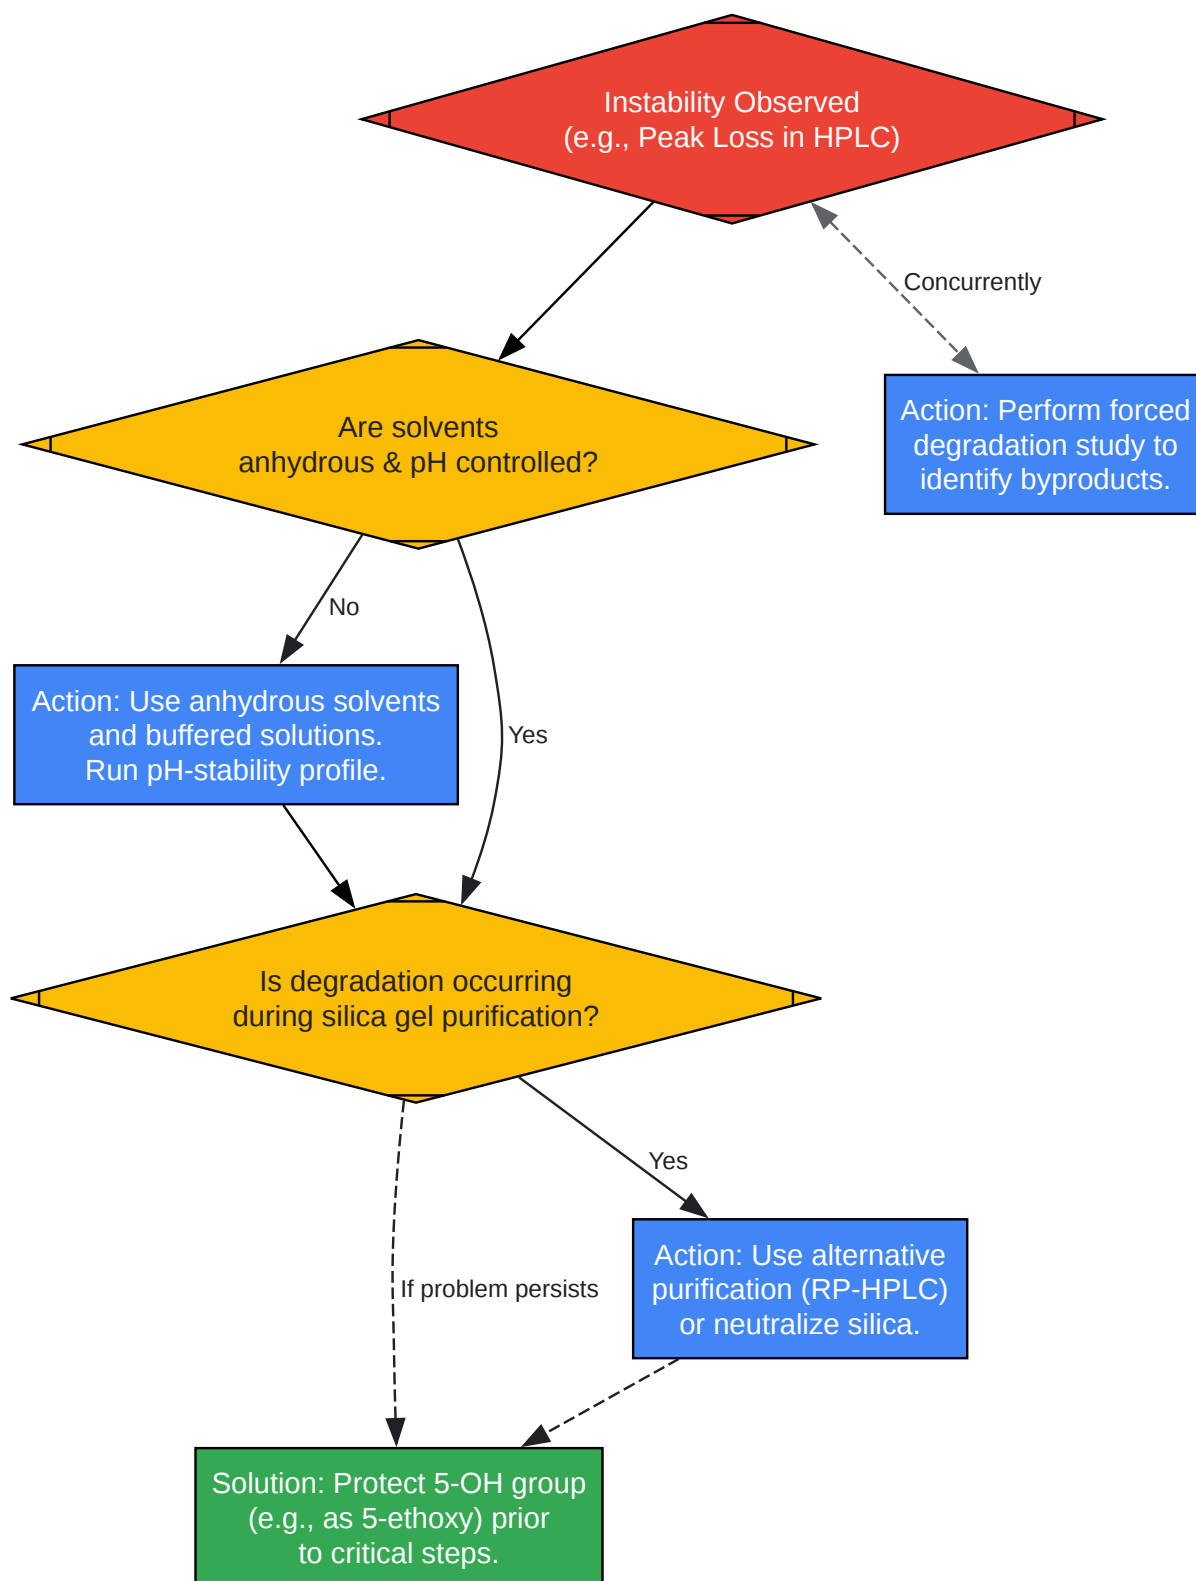 Instability Observed
(e.g., Peak Loss in HPLC)
Concurrently
Are solvents
anhydrous & pH controlled?
Action: Perform forced
degradation study to
identify byproducts.
No
Yes
Action: Use anhydrous solvents
and buffered solutions.
Run pH-stability profile.
Is degradation occurring
during silica gel purification?
Yes
If problem persists
Action: Use alternative
purification (RP-HPLC)
or neutralize silica.
Solution: Protect 5-OH group
(e.g., as 5-ethoxy) prior
to critical steps.